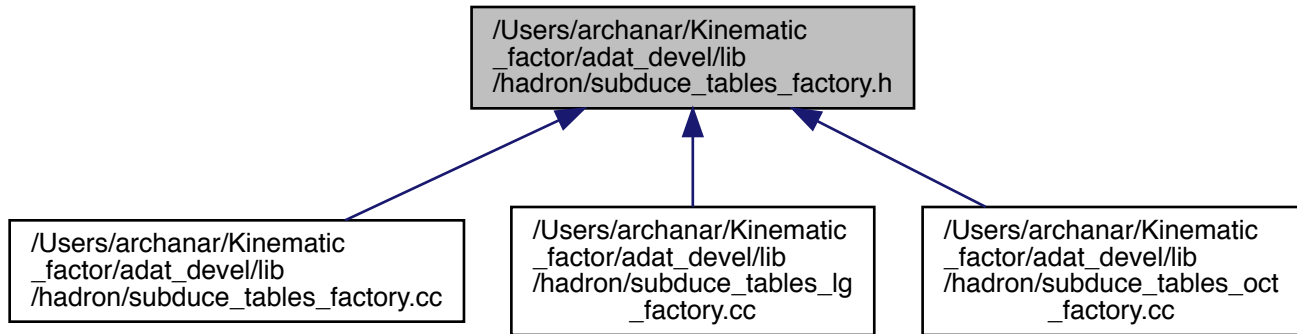 /Users/archanar/Kinematic
_factor/adat_devel/lib
/hadron/subduce_tables_factory.h
/Users/archanar/Kinematic
_factor/adat_devel/lib
/hadron/subduce_tables_factory.cc
/Users/archanar/Kinematic
_factor/adat_devel/lib
/hadron/subduce_tables_lg
_factory.cc
/Users/archanar/Kinematic
_factor/adat_devel/lib
/hadron/subduce_tables_oct
_factory.cc